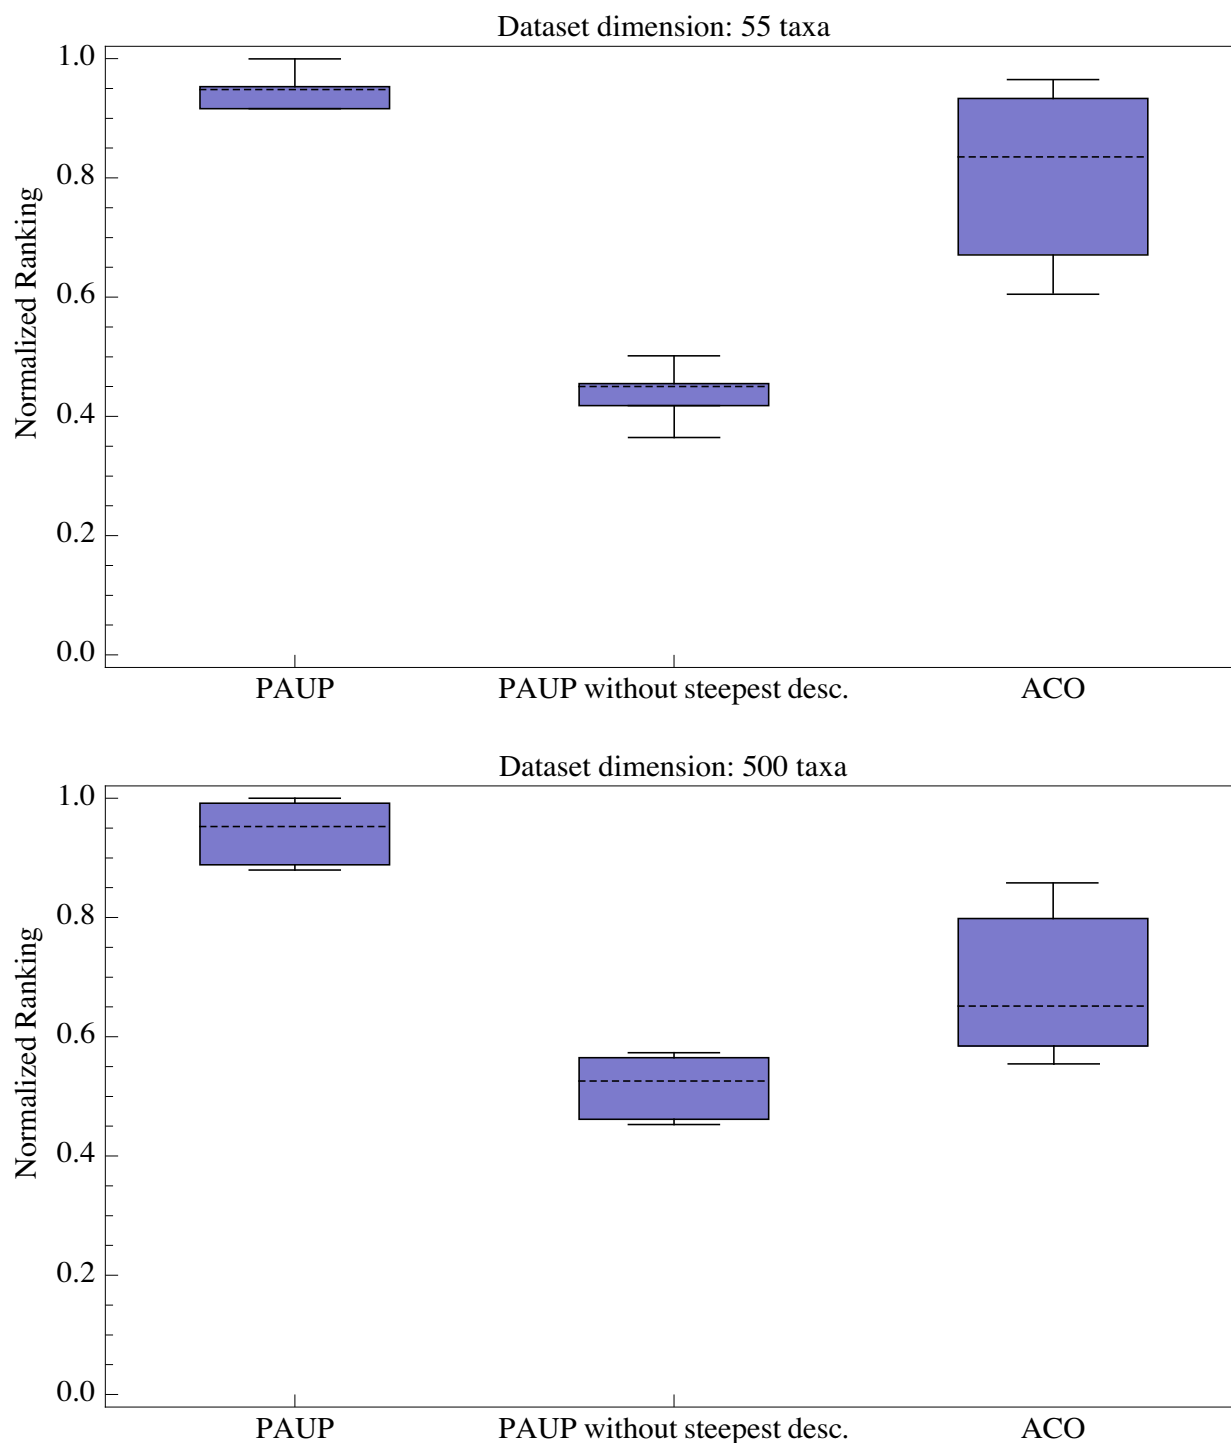 Dataset dimension: 55 taxa
Normalized Ranking
1.0
0.8
0.6
0.4
0.2
0.0
PAUP
PAUP without steepest desc.
ACO
Dataset dimension: 500 taxa
Normalized Ranking
1.0
0.8
0.6
0.4
0.2
0.0
PAUP
PAUP without steepest desc.
ACO